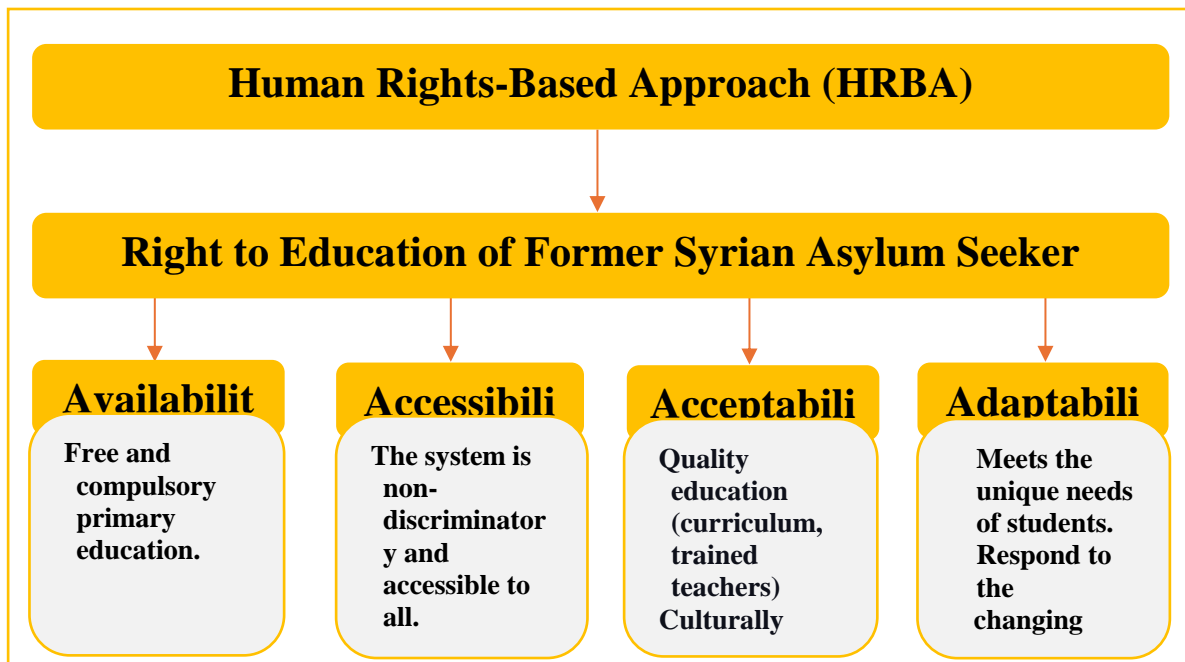 Human Rights-Based Approach (HRBA)
Right to Education of Former Syrian Asylum Seeker
Availabilit
Free and
compulsory
primary
education.
Accessibili
The system is
non-
discriminator
y and
accessible to
all.
Acceptabili
Quality
education
(curriculum,
trained
teachers)
Culturally
Adaptabili
Meets the
unique needs
of students.
Respond to
the
changing